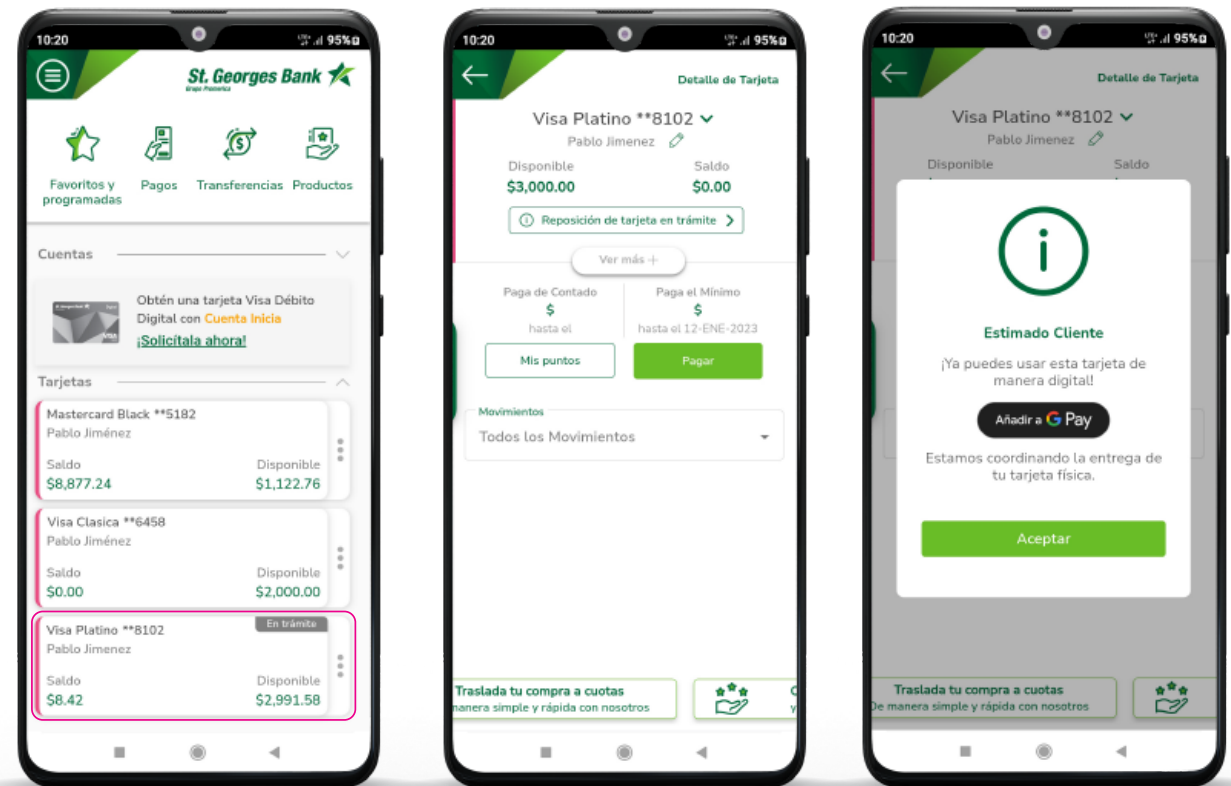 10:20
95%
St. Georges Bank
Grupo Promerica
Favoritos y
programadas
Pagos
Transferencias
Productos
Cuentas
Obtén una tarjeta Visa Débito
Digital con Cuenta Inicia
¡Solicítala ahora!
VISA
Tarjetas
Mastercard Black **5182
Pablo Jiménez
Saldo Disponible
$8,877.24 $1,122.76
Visa Clasica **6458
Pablo Jiménez
Saldo Disponible
$0.00 $2,000.00
Visa Platino **8102 En trámite
Pablo Jimenez
Saldo Disponible
$8.42 $2,991.58
10:20
95%
Detalle de Tarjeta
Visa Platino **8102
Pablo Jimenez
Disponible Saldo
$3,000.00 $0.00
Reposición de tarjeta en trámite
Ver más +
Paga de Contado Paga el Mínimo
$ $
hasta el hasta el 12-ENE-2023
Mis puntos Pagar
Movimientos
Todos los Movimientos
Traslada tu compra a cuotas
manera simple y rápida con nosotros
10:20
95%
Detalle de Tarjeta
Visa Platino **8102
Pablo Jimenez
Disponible Saldo
i
Estimado Cliente
¡Ya puedes usar esta tarjeta de
manera digital!
Añadir a G Pay
Estamos coordinando la entrega de
tu tarjeta física.
Aceptar
Traslada tu compra a cuotas
De manera simple y rápida con nosotros